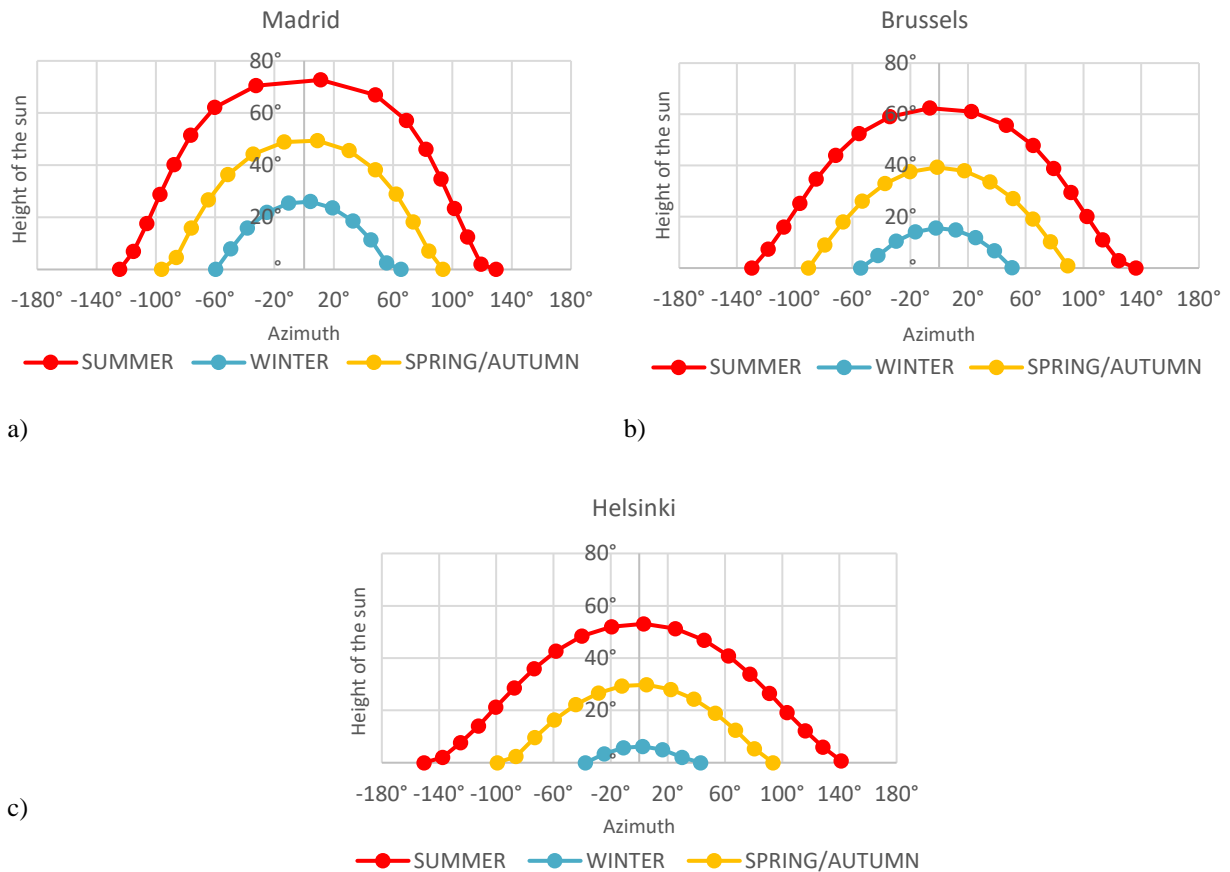 Madrid
80°
60°
40°
20°
°
-180° -140° -100° -60° -20° 20° 60° 100° 140° 180°
Height of the sun
Azimuth
SUMMER WINTER SPRING/AUTUMN
a)
Brussels
80°
60°
40°
20°
°
-180° -140° -100° -60° -20° 20° 60° 100° 140° 180°
Height of the sun
Azimuth
SUMMER WINTER SPRING/AUTUMN
b)
Helsinki
80°
60°
40°
20°
°
-180° -140° -100° -60° -20° 20° 60° 100° 140° 180°
Height of the sun
Azimuth
SUMMER WINTER SPRING/AUTUMN
c)